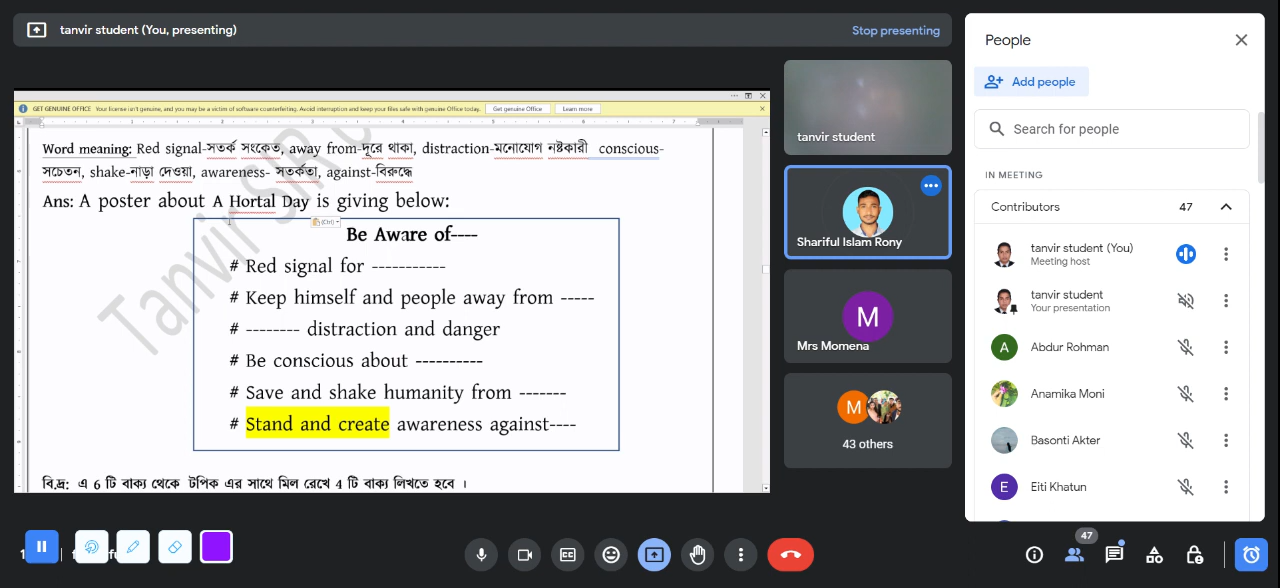 tanvir student (You, presenting)
Stop presenting
GET GENUINE OFFICE Your license isn't genuine, and you may be a victim of software counterfeiting. Avoid interruption and keep your files safe with genuine Office today. Get genuine Office Learn more
Word meaning: Red signal-সতর্ক সংকেত, away from-দূরে থাকা, distraction-মনোযোগ নষ্টকারী conscious-
সচেতন, shake-নাড়া দেওয়া, awareness- সতর্কতা, against-বিরুদ্ধে
Ans: A poster about A Hortal Day is giving below:
(Ctrl)
Be Aware of----
# Red signal for -----------
# Keep himself and people away from -----
# -------- distraction and danger
# Be conscious about ----------
# Save and shake humanity from -------
# Stand and create awareness against----
বি.দ্র: এ 6 টি বাক্য থেকে টপিক এর সাথে মিল রেখে 4 টি বাক্য লিখতে হবে ।
Tanvir SIR
tanvir student
Shariful Islam Rony
M
Mrs Momena
M
43 others
People
Add people
Search for people
IN MEETING
Contributors 47
tanvir student (You)
Meeting host
tanvir student
Your presentation
A Abdur Rohman
Anamika Moni
Basonti Akter
E Eiti Khatun
47